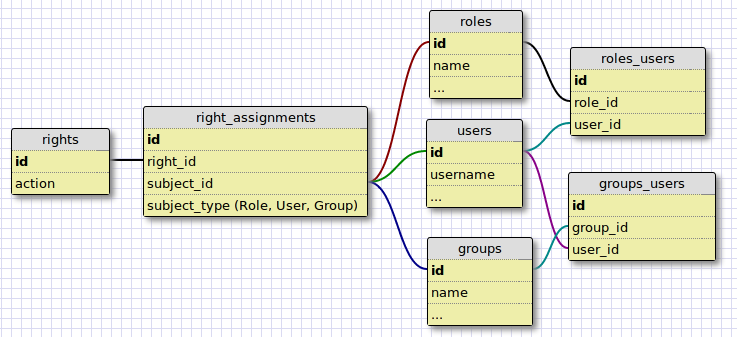 rights
id
action
right_assignments
id
right_id
subject_id
subject_type (Role, User, Group)
roles
id
name
...
users
id
username
...
groups
id
name
...
roles_users
id
role_id
user_id
groups_users
id
group_id
user_id